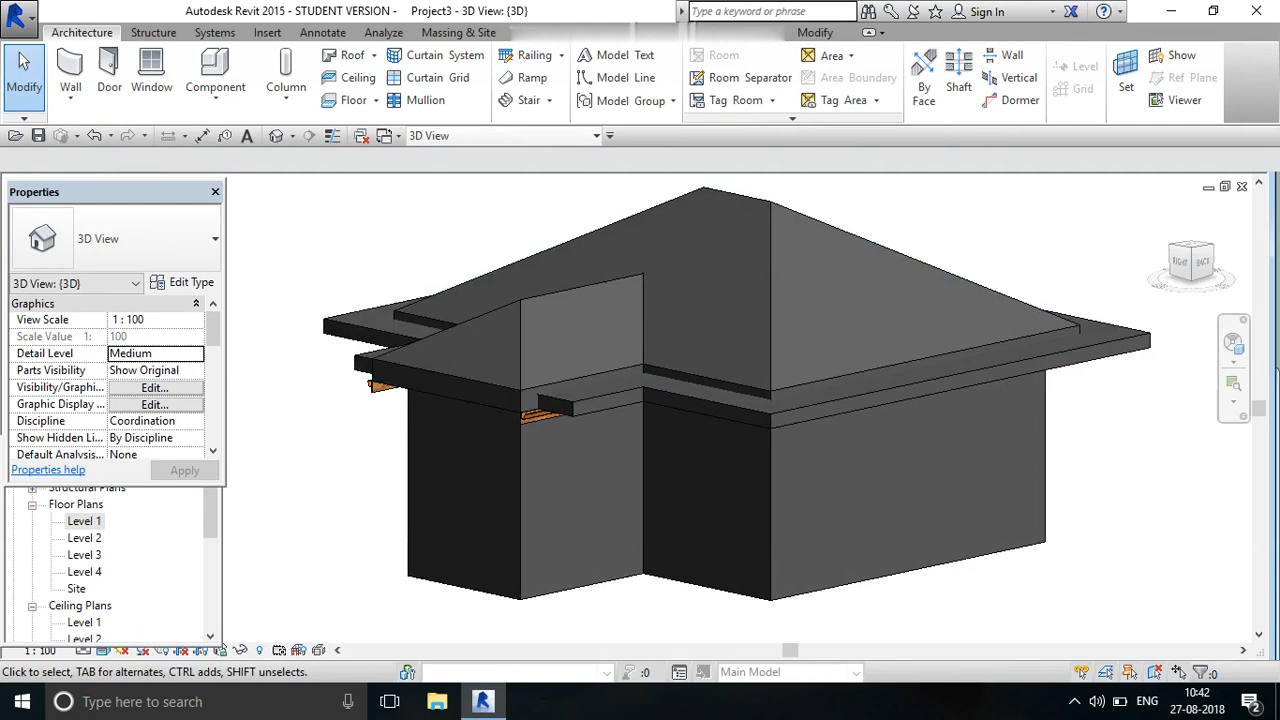 Autodesk Revit 2015 - STUDENT VERSION - Project3 - 3D View: {3D}
Type a keyword or phrase
Sign In
Architecture Structure Systems Insert Annotate Analyze Massing & Site Modify
Modify
Wall
Door
Window
Component
Column
Roof
Ceiling
Floor
Curtain System
Curtain Grid
Mullion
Railing
Ramp
Stair
Model Text
Model Line
Model Group
Room
Room Separator
Tag Room
Area
Area Boundary
Tag Area
By
Face
Shaft
Wall
Vertical
Dormer
Level
Grid
Set
Show
Ref Plane
Viewer
3D View
Properties
3D View
3D View: {3D}
Edit Type
Graphics
View Scale 1 : 100
Scale Value 1: 100
Detail Level Medium
Parts Visibility Show Original
Visibility/Graphi... Edit...
Graphic Display ... Edit...
Discipline Coordination
Show Hidden Li... By Discipline
Default Analysis... None
Properties help Apply
Structural Plans
Floor Plans
Level 1
Level 2
Level 3
Level 4
Site
Ceiling Plans
Level 1
Level 2
RIGHT BACK
1 : 100
Click to select, TAB for alternates, CTRL adds, SHIFT unselects.
:0
Main Model
:0
Type here to search
ENG
10:42
27-08-2018
2